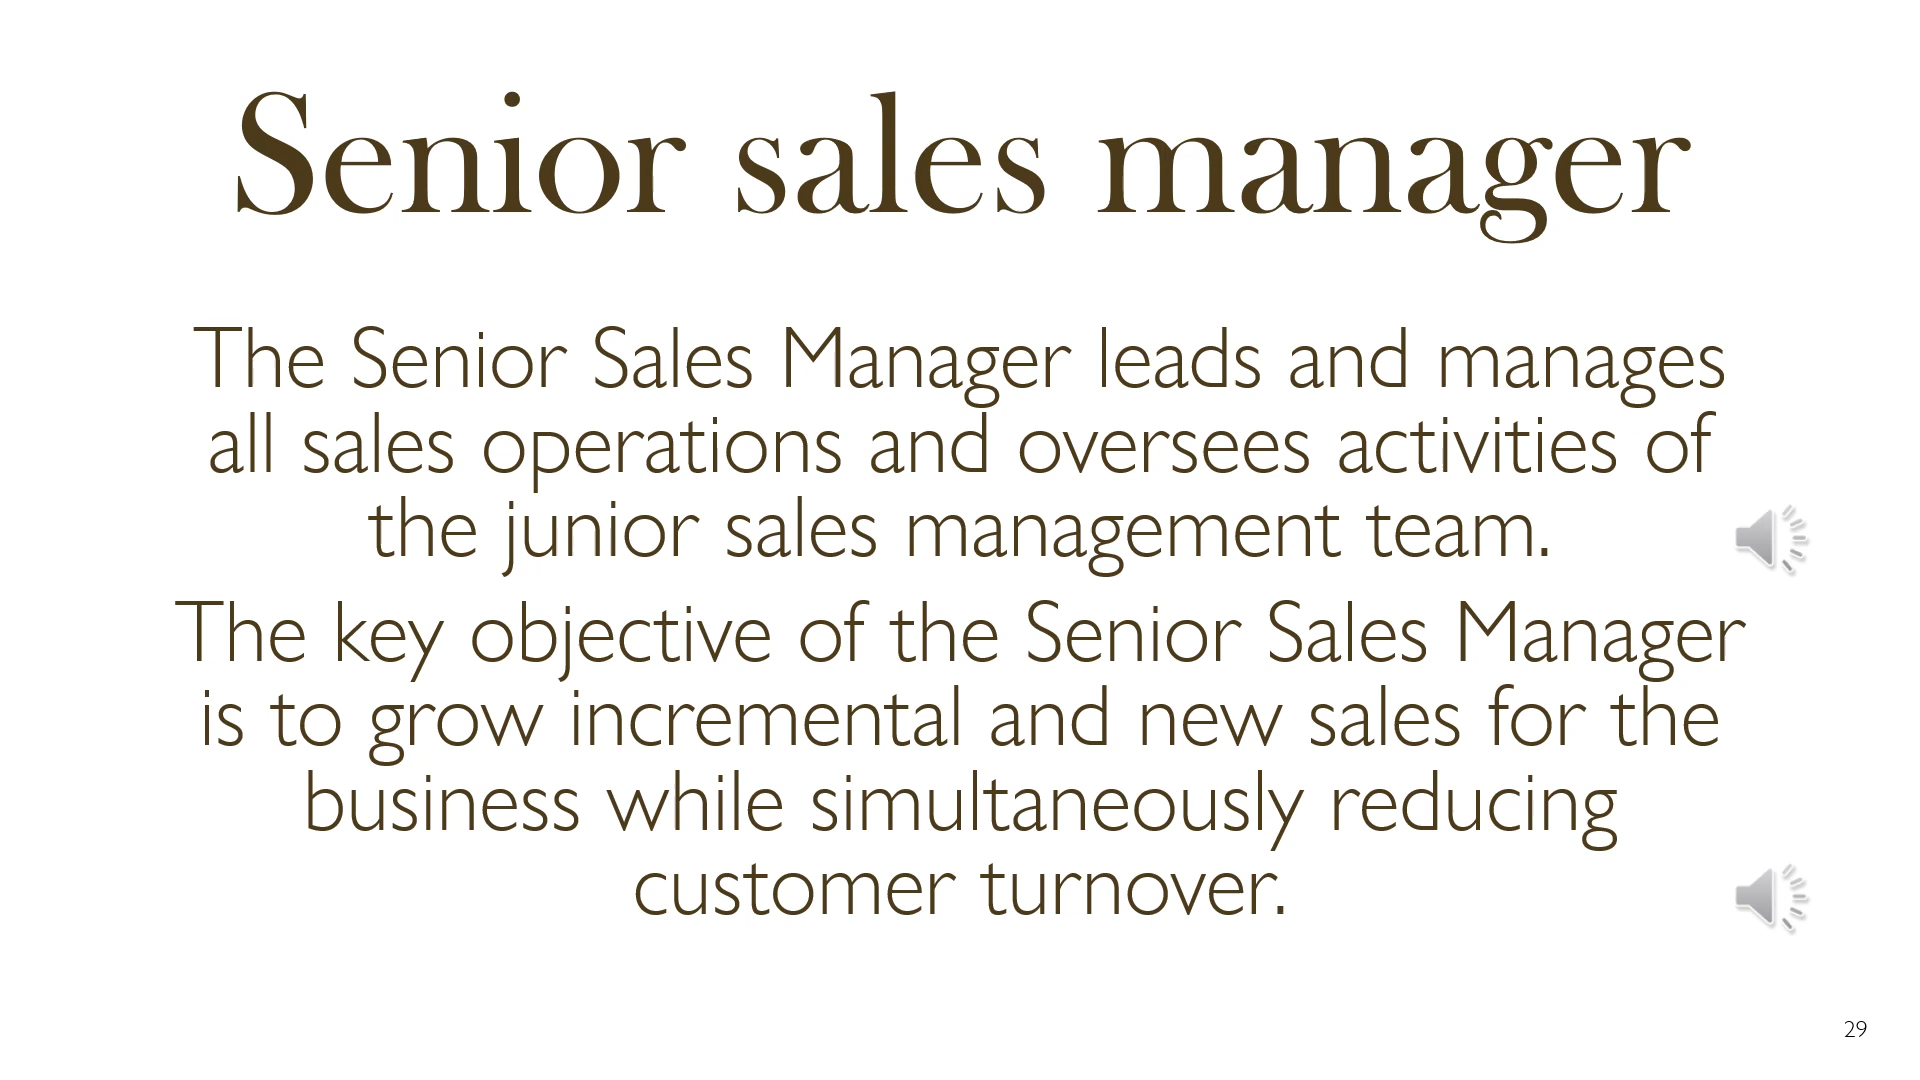 Senior sales manager
The Senior Sales Manager leads and manages
all sales operations and oversees activities of
the junior sales management team.
The key objective of the Senior Sales Manager
is to grow incremental and new sales for the
business while simultaneously reducing
customer turnover.
29